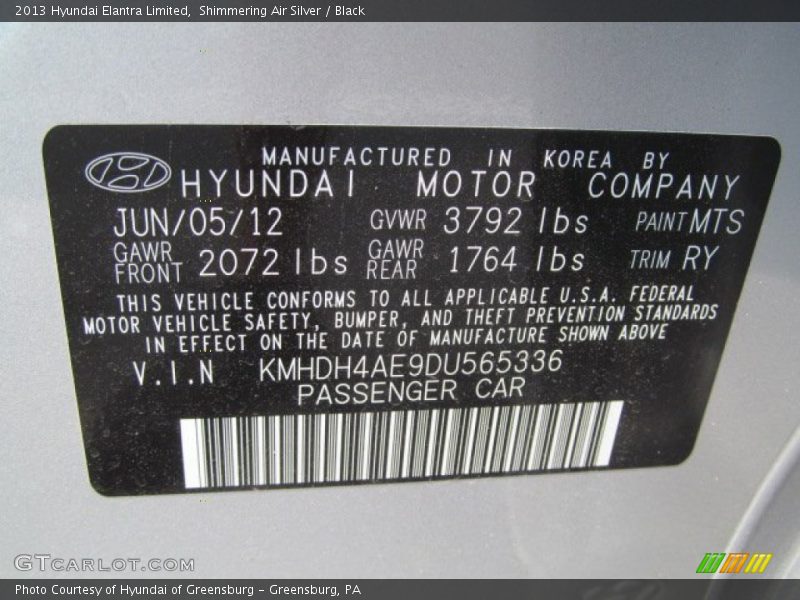 2013 Hyundai Elantra Limited,  Shimmering Air Silver / Black
MANUFACTURED IN KOREA BY
HYUNDAI MOTOR COMPANY
JUN/05/12 GVWR 3792 lbs PAINT MTS
GAWR FRONT 2072 lbs GAWR REAR 1764 lbs TRIM RY
THIS VEHICLE CONFORMS TO ALL APPLICABLE U.S.A. FEDERAL
MOTOR VEHICLE SAFETY, BUMPER, AND THEFT PREVENTION STANDARDS
IN EFFECT ON THE DATE OF MANUFACTURE SHOWN ABOVE
V.I.N KMHDH4AE9DU565336
PASSENGER CAR
GTCARLOT.COM
Photo Courtesy of Hyundai of Greensburg – Greensburg, PA